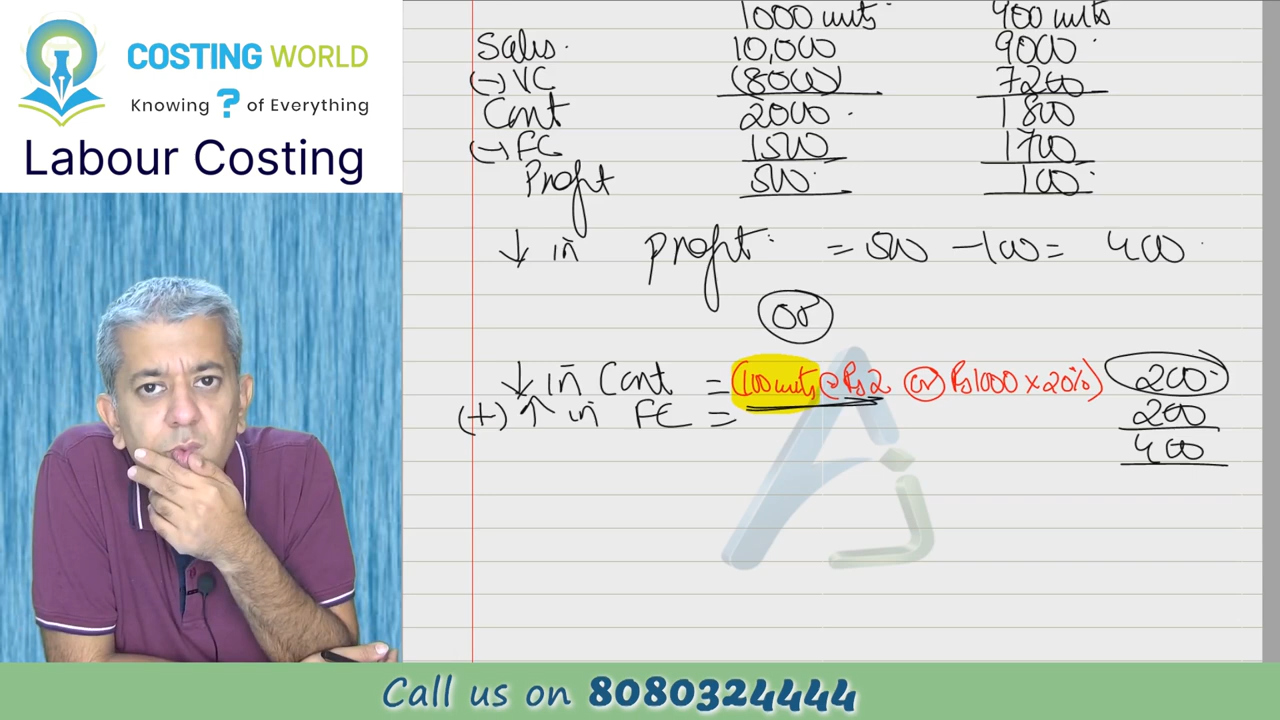 COSTING WORLD
Knowing ? of Everything
Labour Costing
1000 units 900 units
Sales 10,000 9000
(-) VC (8000) 7200
Cont 2000 1800
(-) FC 1500 1700
Profit 500 100
↓ in Profit = 500 - 100 = 400
or
↓ in Cont = (100 units @ Rs 2 or Rs 1000 × 20%) 200
(+) ↑ in FC = 200
400
Call us on 8080324444